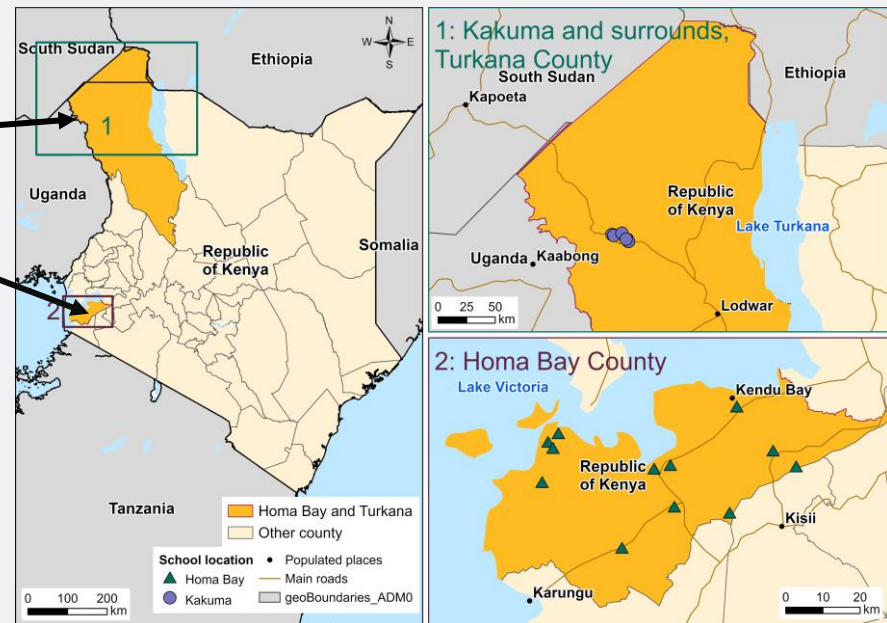 South Sudan
Ethiopia
N
W E
S
1
Uganda
Republic
of Kenya
Somalia
2
Tanzania
Homa Bay and Turkana
Other county
School location
Homa Bay
Kakuma
Populated places
Main roads
geoBoundaries_ADM0
0 100 200
km
1: Kakuma and surrounds,
Turkana County
South Sudan
Ethiopia
Kapoeta
Republic
of Kenya
Lake Turkana
Uganda
Kaabong
Lodwar
0 25 50
km
2: Homa Bay County
Lake Victoria
Kendu Bay
Republic
of Kenya
Kisii
Karungu
0 10 20
km